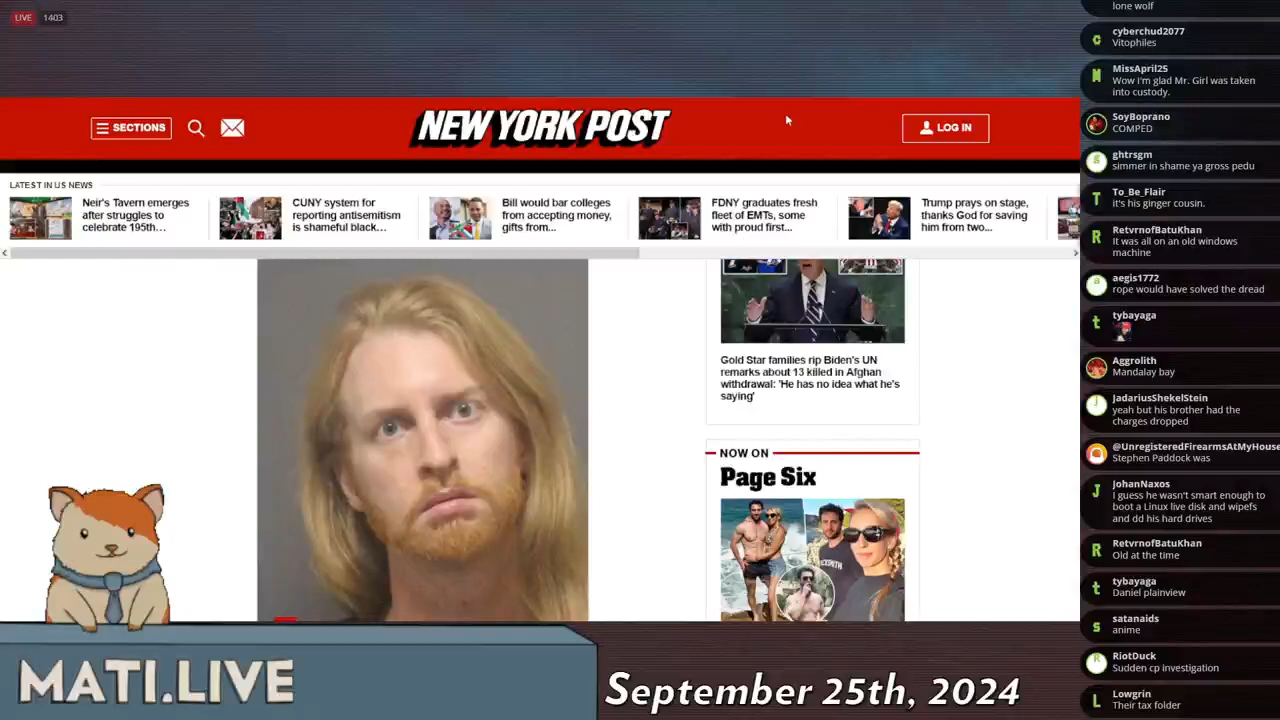 LIVE 1403
SECTIONS
NEW YORK POST
LOG IN
LATEST IN US NEWS
Neir's Tavern emerges
after struggles to
celebrate 195th...
CUNY system for
reporting antisemitism
is shameful black...
Bill would bar colleges
from accepting money,
gifts from...
FDNY graduates fresh
fleet of EMTs, some
with proud first...
Trump prays on stage,
thanks God for saving
him from two...
Gold Star families rip Biden's UN
remarks about 13 killed in Afghan
withdrawal: 'He has no idea what he's
saying'
NOW ON
Page Six
MATI.LIVE
September 25th, 2024
lone wolf
cyberchud2077
Vitophiles
MissApril25
Wow I'm glad Mr. Girl was taken
into custody.
SoyBoprano
COMPED
ghtrsgm
simmer in shame ya gross pedu
To_Be_Flair
it's his ginger cousin.
RetvrnofBatuKhan
It was all on an old windows
machine
aegis1772
rope would have solved the dread
tybayaga
Aggrolith
Mandalay bay
JadariusShekelStein
yeah but his brother had the
charges dropped
@UnregisteredFirearmsAtMyHouse
Stephen Paddock was
JohanNaxos
I guess he wasn't smart enough to
boot a Linux live disk and wipefs
and dd his hard drives
RetvrnofBatuKhan
Old at the time
tybayaga
Daniel plainview
satanaids
anime
RiotDuck
Sudden cp investigation
Lowgrin
Their tax folder